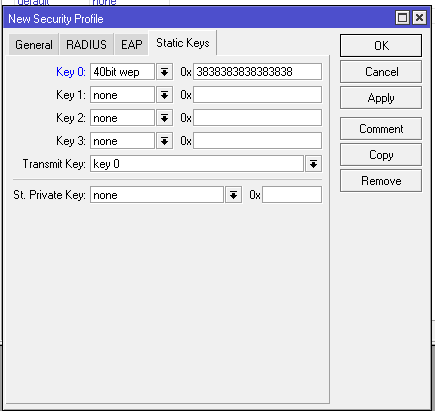 default none
New Security Profile
General RADIUS EAP Static Keys
Key 0: 40bit wep 0x 3838383838383838
Key 1: none 0x
Key 2: none 0x
Key 3: none 0x
Transmit Key: key 0
St. Private Key: none 0x
OK
Cancel
Apply
Comment
Copy
Remove